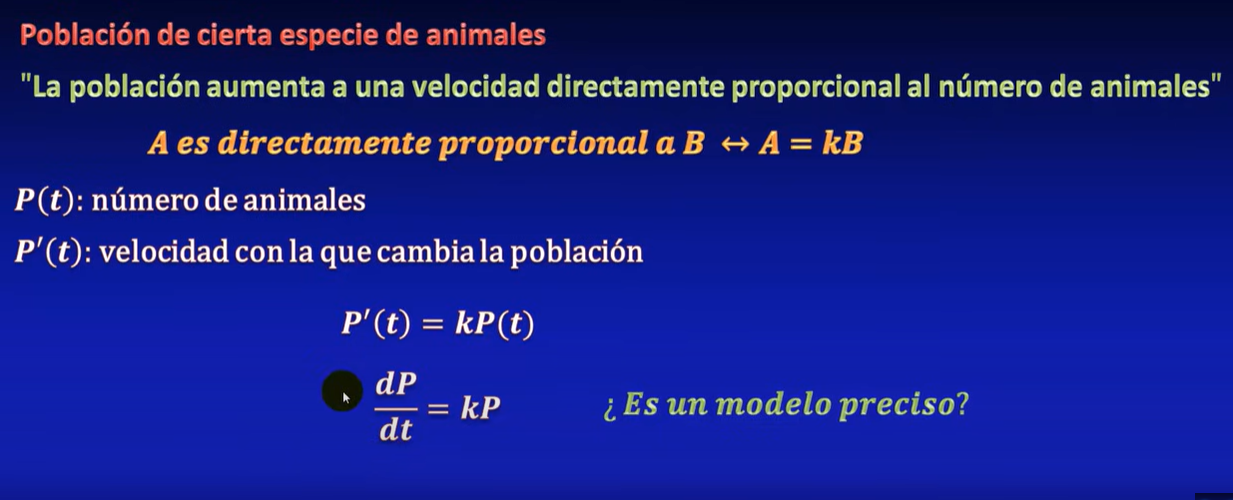 Población de cierta especie de animales
"La población aumenta a una velocidad directamente proporcional al número de animales"
A es directamente proporcional a B ↔ A = kB
P(t): número de animales
P′(t): velocidad con la que cambia la población
P′(t) = kP(t)
dP/dt = kP ¿ Es un modelo preciso?